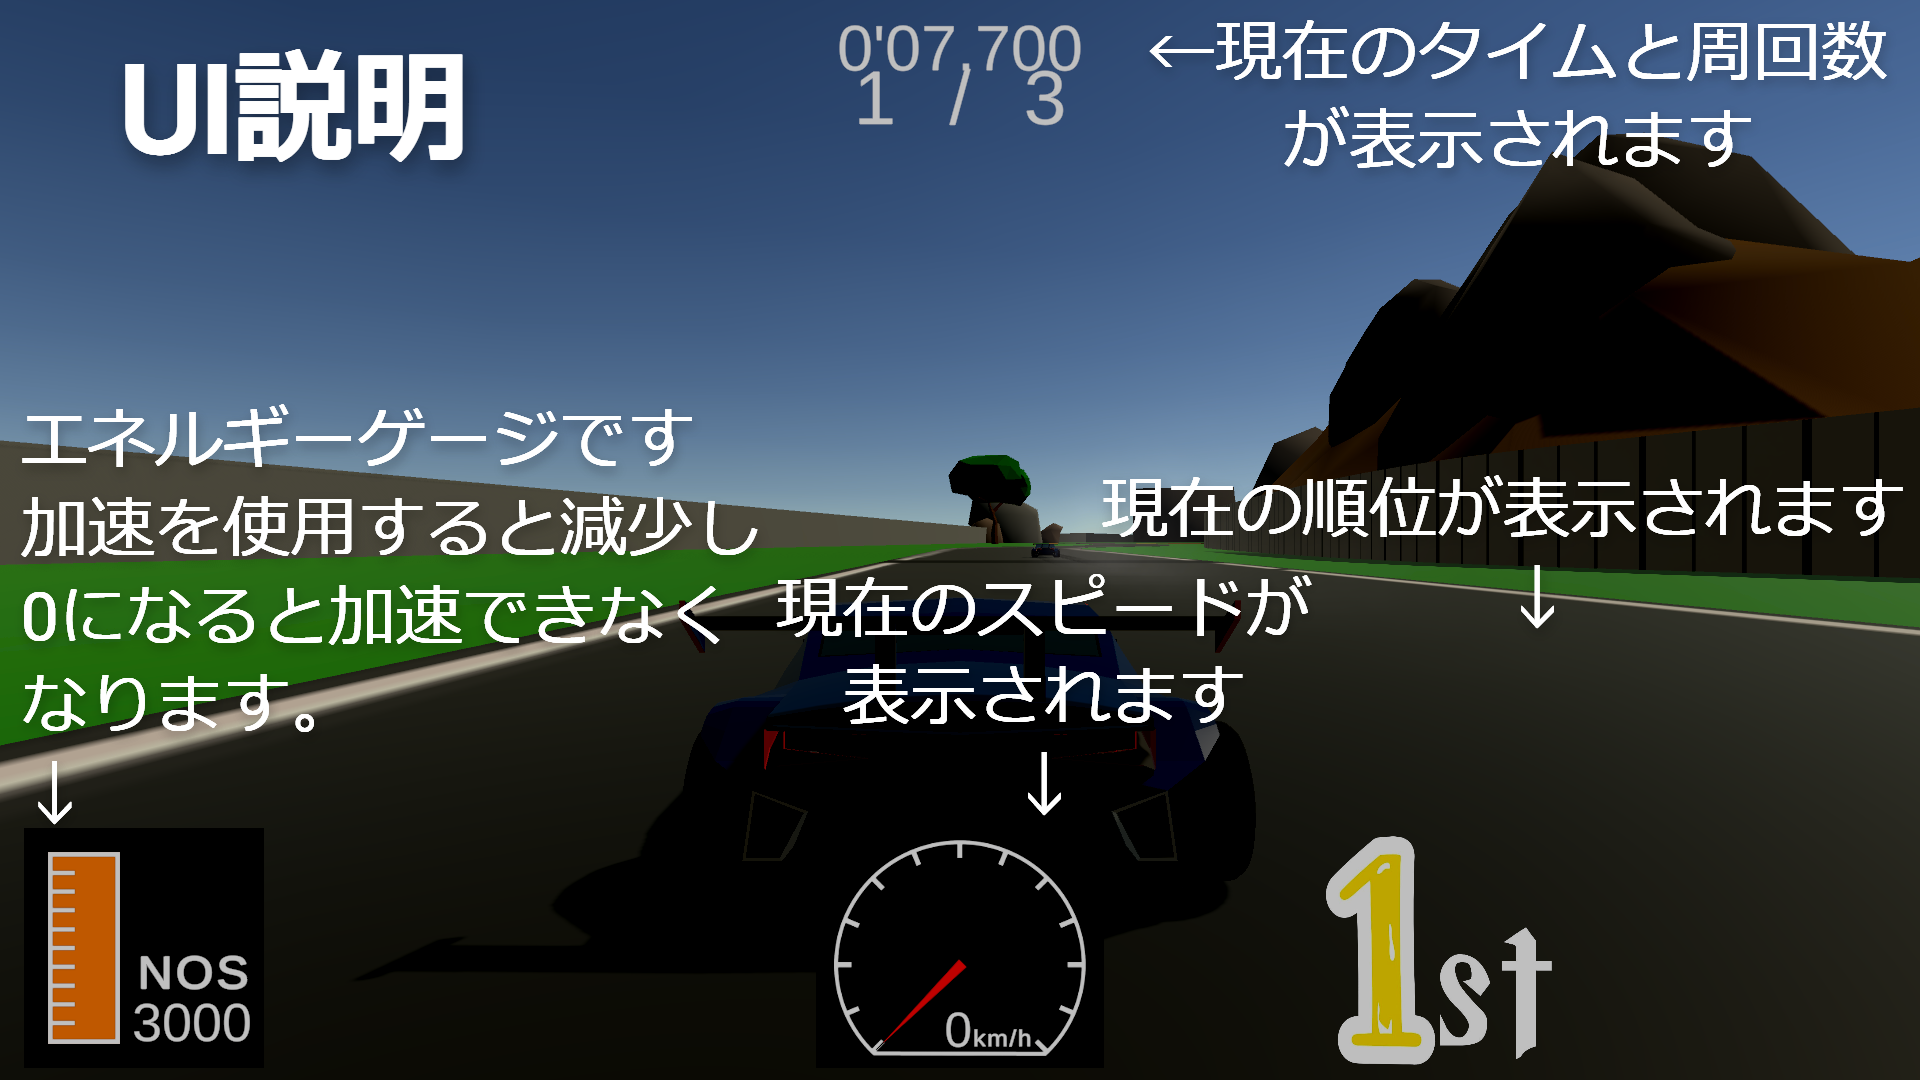 UI説明
0'07.700
1 / 3
←現在のタイムと周回数
が表示されます
エネルギーゲージです
加速を使用すると減少し
0になると加速できなく
なります。
↓
現在のスピードが
表示されます
↓
現在の順位が表示されます
↓
NOS
3000
0km/h
1st